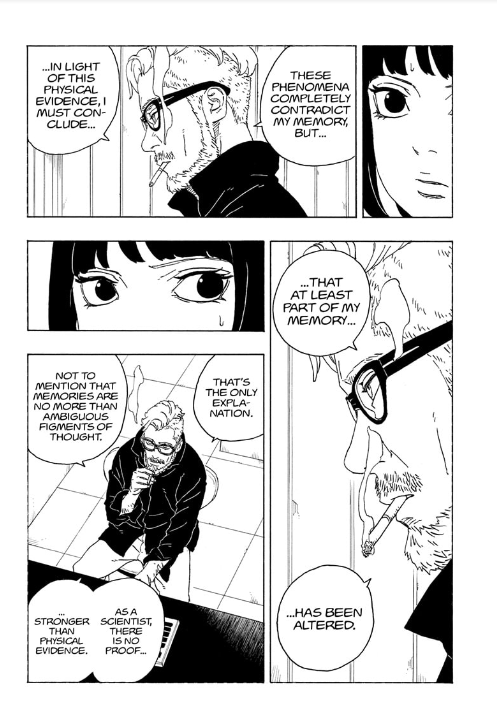 THESE
PHENOMENA
COMPLETELY
CONTRADICT
MY MEMORY,
BUT...
...IN LIGHT
OF THIS
PHYSICAL
EVIDENCE, I
MUST CON-
CLUDE...
...THAT
AT LEAST
PART OF MY
MEMORY...
...HAS BEEN
ALTERED.
THAT'S
THE ONLY
EXPLA-
NATION.
NOT TO
MENTION THAT
MEMORIES ARE
NO MORE THAN
AMBIGUOUS
FIGMENTS OF
THOUGHT.
AS A
SCIENTIST,
THERE
IS NO
PROOF...
...
STRONGER
THAN
PHYSICAL
EVIDENCE.